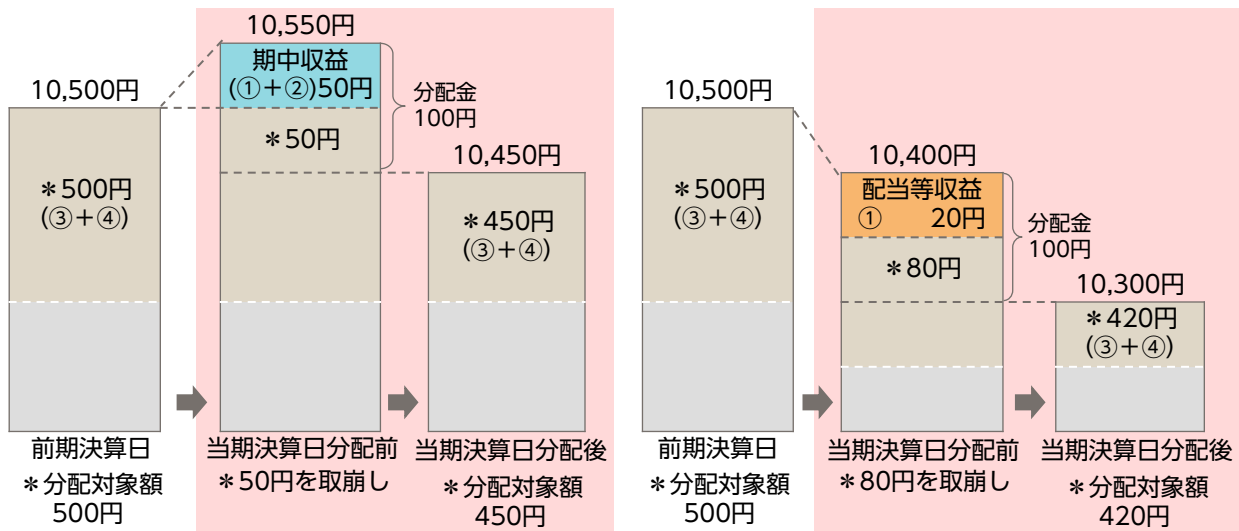 10,500円
＊500円
(③＋④)
前期決算日
＊分配対象額
500円
10,550円
期中収益
(①＋②)50円
＊50円
分配金
100円
当期決算日分配前
＊50円を取崩し
10,450円
＊450円
(③＋④)
当期決算日分配後
＊分配対象額
450円
10,500円
＊500円
(③＋④)
前期決算日
＊分配対象額
500円
10,400円
配当等収益
① 20円
＊80円
分配金
100円
当期決算日分配前
＊80円を取崩し
10,300円
＊420円
(③＋④)
当期決算日分配後
＊分配対象額
420円